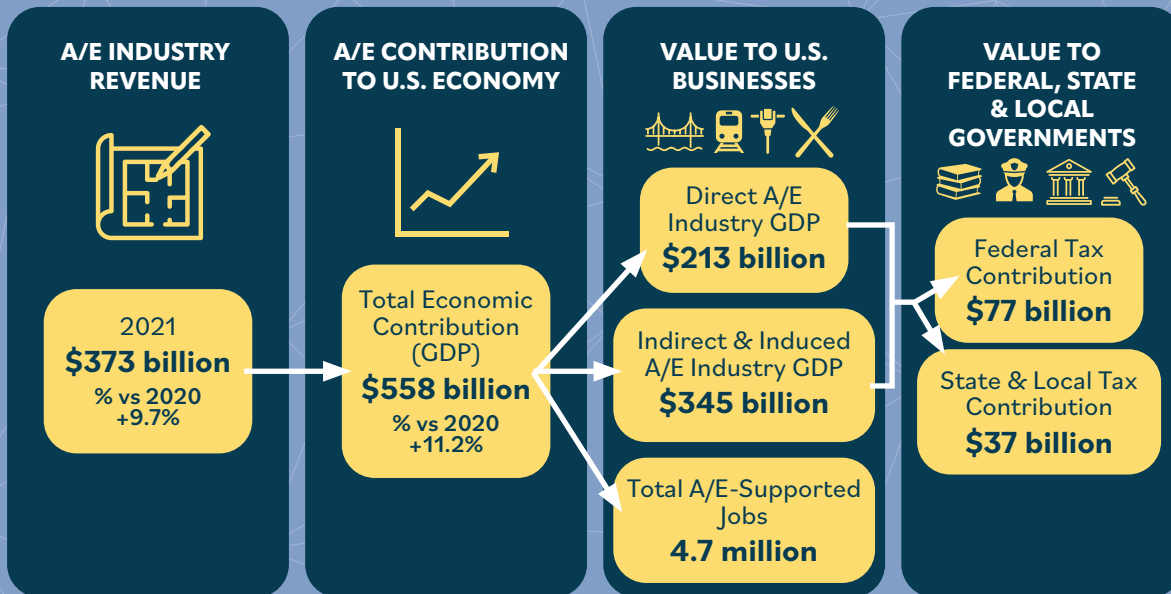 A/E INDUSTRY
REVENUE
2021
$373 billion
% vs 2020
+9.7%
A/E CONTRIBUTION
TO U.S. ECONOMY
Total Economic
Contribution
(GDP)
$558 billion
% vs 2020
+11.2%
VALUE TO U.S.
BUSINESSES
Direct A/E
Industry GDP
$213 billion
Indirect & Induced
A/E Industry GDP
$345 billion
Total A/E-Supported
Jobs
4.7 million
VALUE TO
FEDERAL, STATE
& LOCAL
GOVERNMENTS
Federal Tax
Contribution
$77 billion
State & Local Tax
Contribution
$37 billion